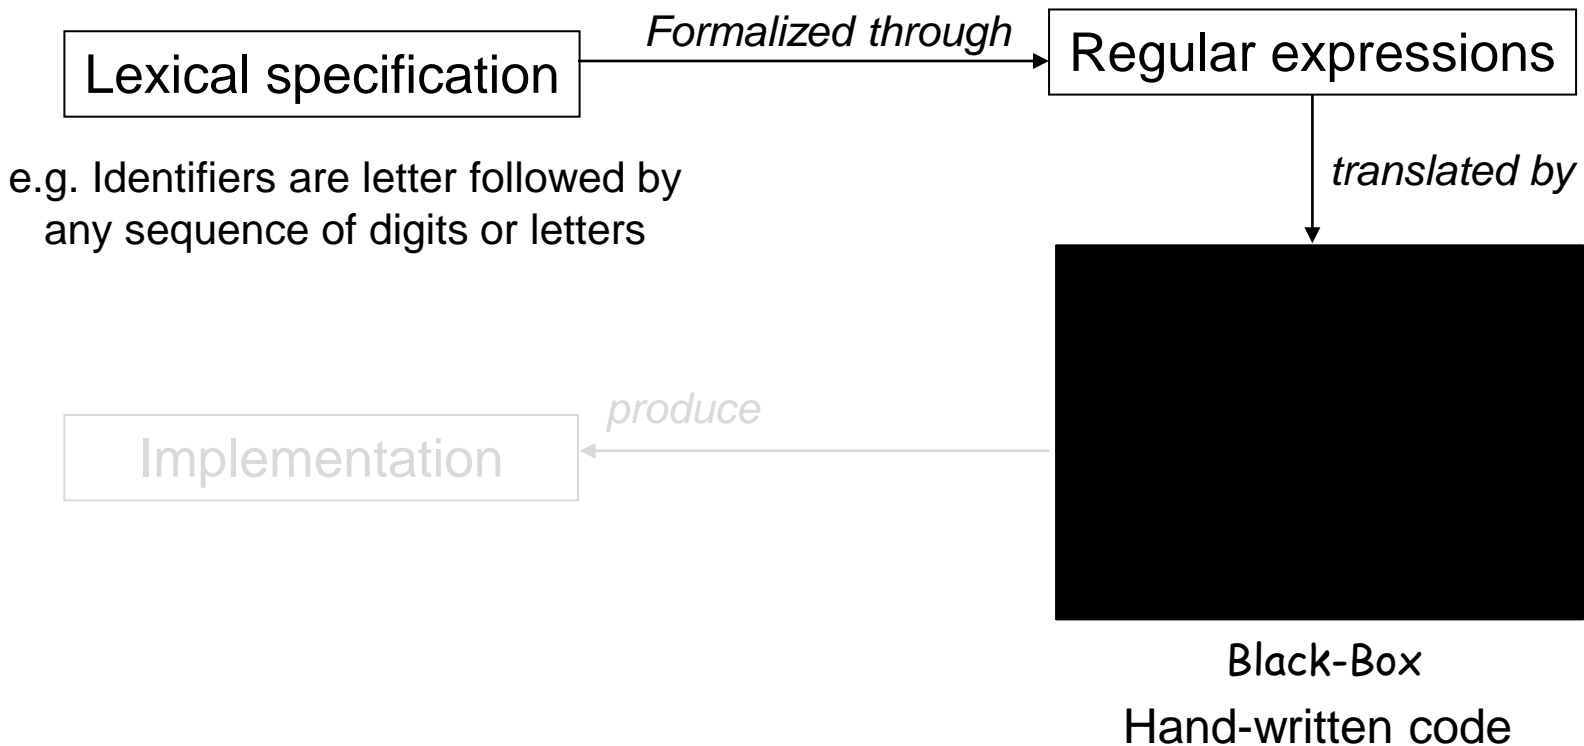 Formalized through
Lexical specification
Regular expressions
e.g. Identifiers are letter followed by
any sequence of digits or letters
translated by
produce
Implementation
Black-Box
Hand-written code